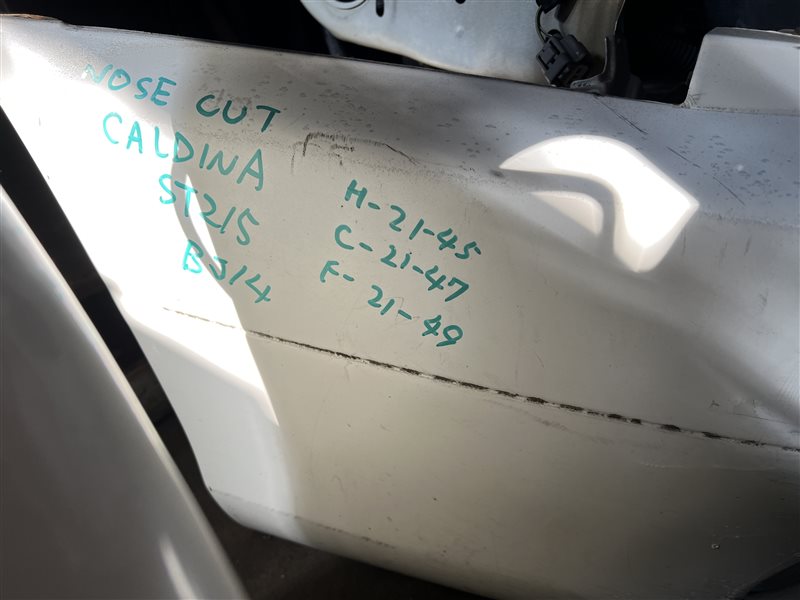 NOSE CUT
CALDINA
ST215
BJ14
H-21-45
C-21-47
F-21-49